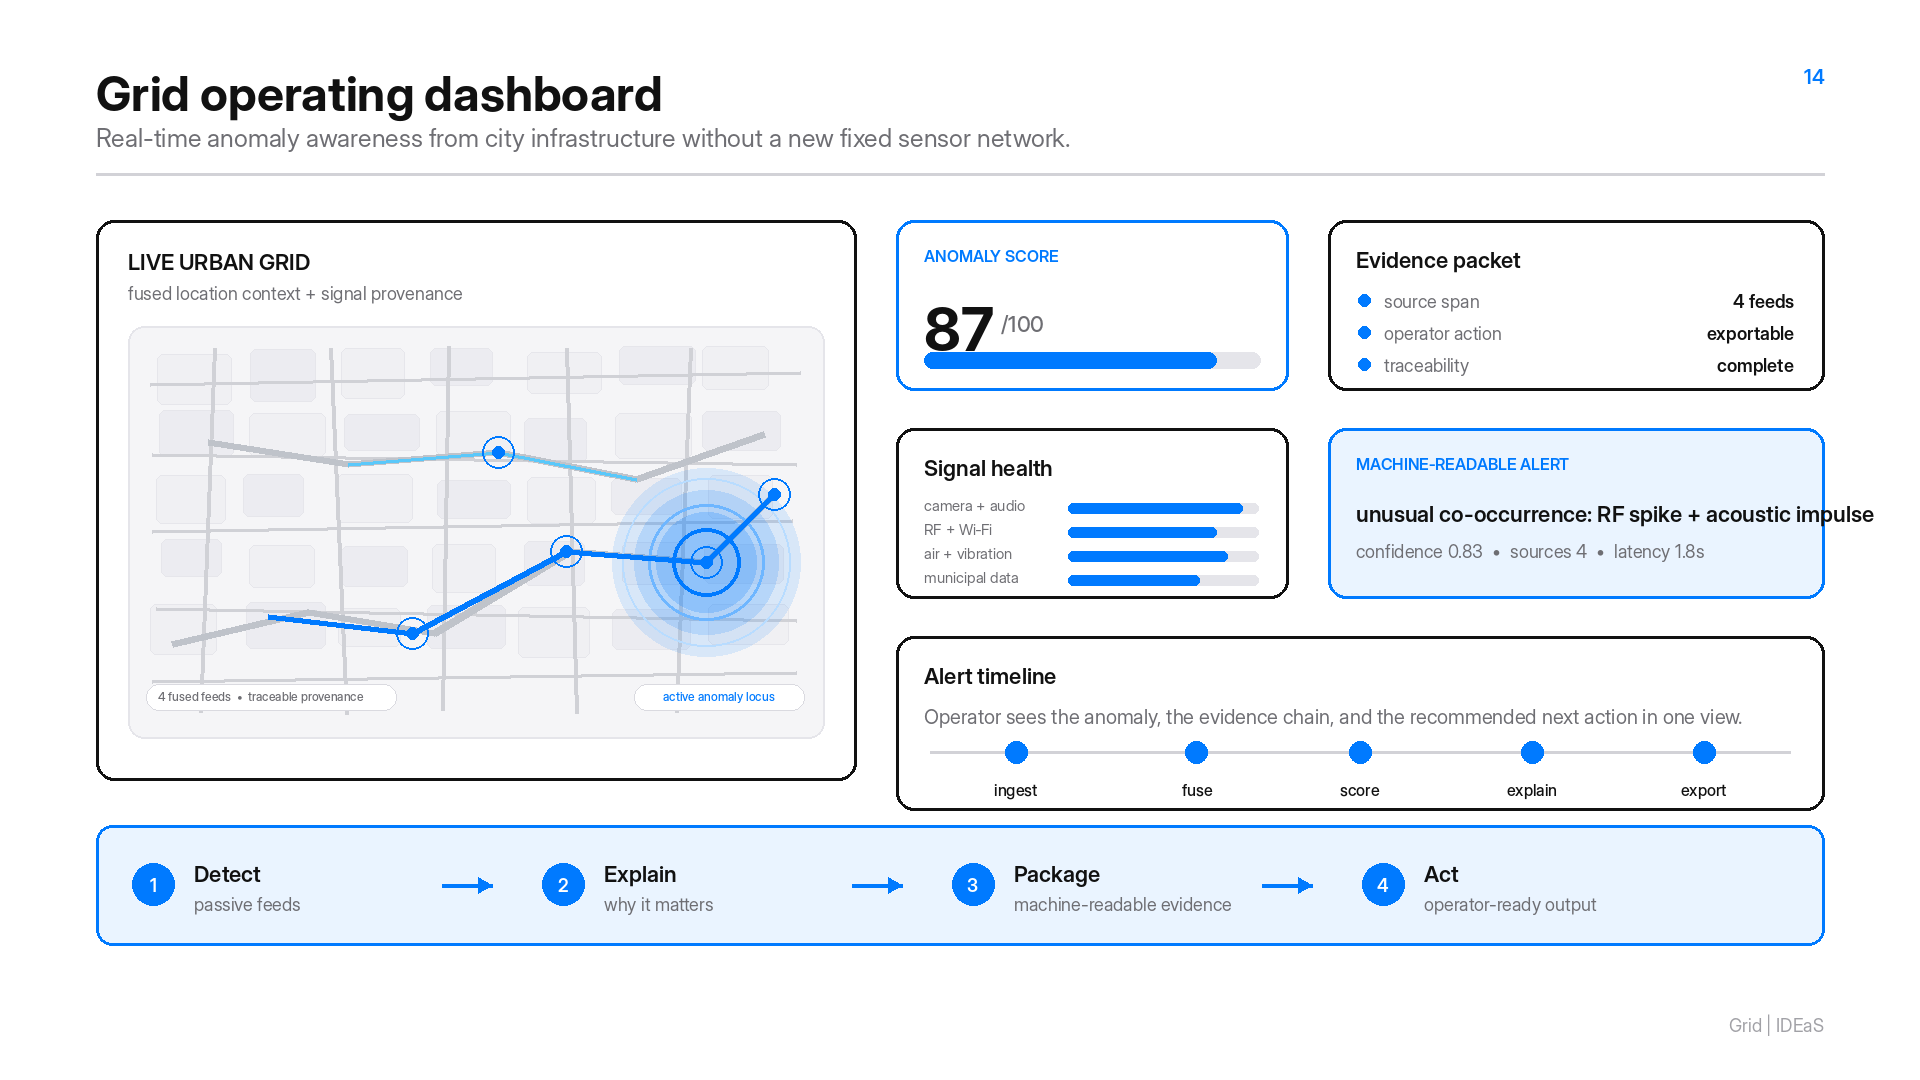 Grid operating dashboard
14
Real-time anomaly awareness from city infrastructure without a new fixed sensor network.
LIVE URBAN GRID
fused location context + signal provenance
4 fused feeds • traceable provenance
active anomaly locus
ANOMALY SCORE
87 /100
Evidence packet
source span 4 feeds
operator action exportable
traceability complete
Signal health
camera + audio
RF + Wi-Fi
air + vibration
municipal data
MACHINE-READABLE ALERT
unusual co-occurrence: RF spike + acoustic impulse
confidence 0.83 • sources 4 • latency 1.8s
Alert timeline
Operator sees the anomaly, the evidence chain, and the recommended next action in one view.
ingest fuse score explain export
1 Detect
passive feeds
2 Explain
why it matters
3 Package
machine-readable evidence
4 Act
operator-ready output
Grid | IDEaS